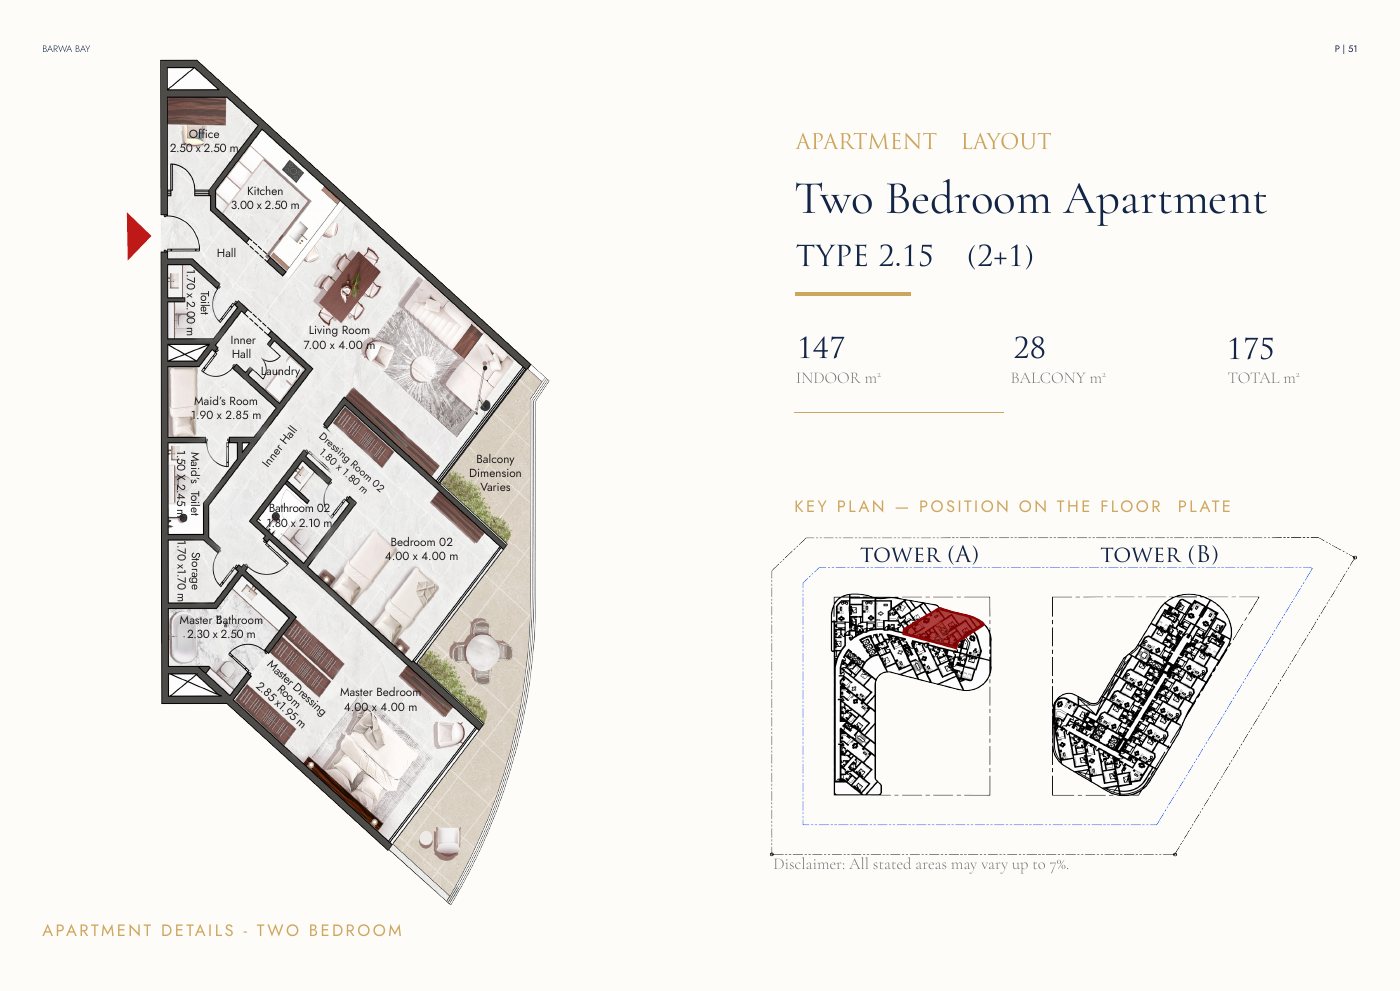 BARWA BAY
P | 51
Office
2.50 x 2.50 m
Kitchen
3.00 x 2.50 m
Hall
Toilet
1.70 x 2.00 m
Inner
Hall
Laundry
Living Room
7.00 x 4.00 m
Maid's Room
1.90 x 2.85 m
Inner Hall
Dressing Room 02
1.80 x 1.80 m
Maid's Toilet
1.50 X 2.45 m
Bathroom 02
1.80 x 2.10 m
Balcony
Dimension
Varies
Bedroom 02
4.00 x 4.00 m
Storage
1.70 x1.70 m
Master Bathroom
2.30 x 2.50 m
Master Dressing
Room
2.85 x1.95 m
Master Bedroom
4.00 x 4.00 m
APARTMENT LAYOUT
Two Bedroom Apartment
TYPE 2.15 (2+1)
147
INDOOR m²
28
BALCONY m²
175
TOTAL m²
KEY PLAN — POSITION ON THE FLOOR PLATE
TOWER (A)
TOWER (B)
Disclaimer: All stated areas may vary up to 7%.
APARTMENT DETAILS - TWO BEDROOM